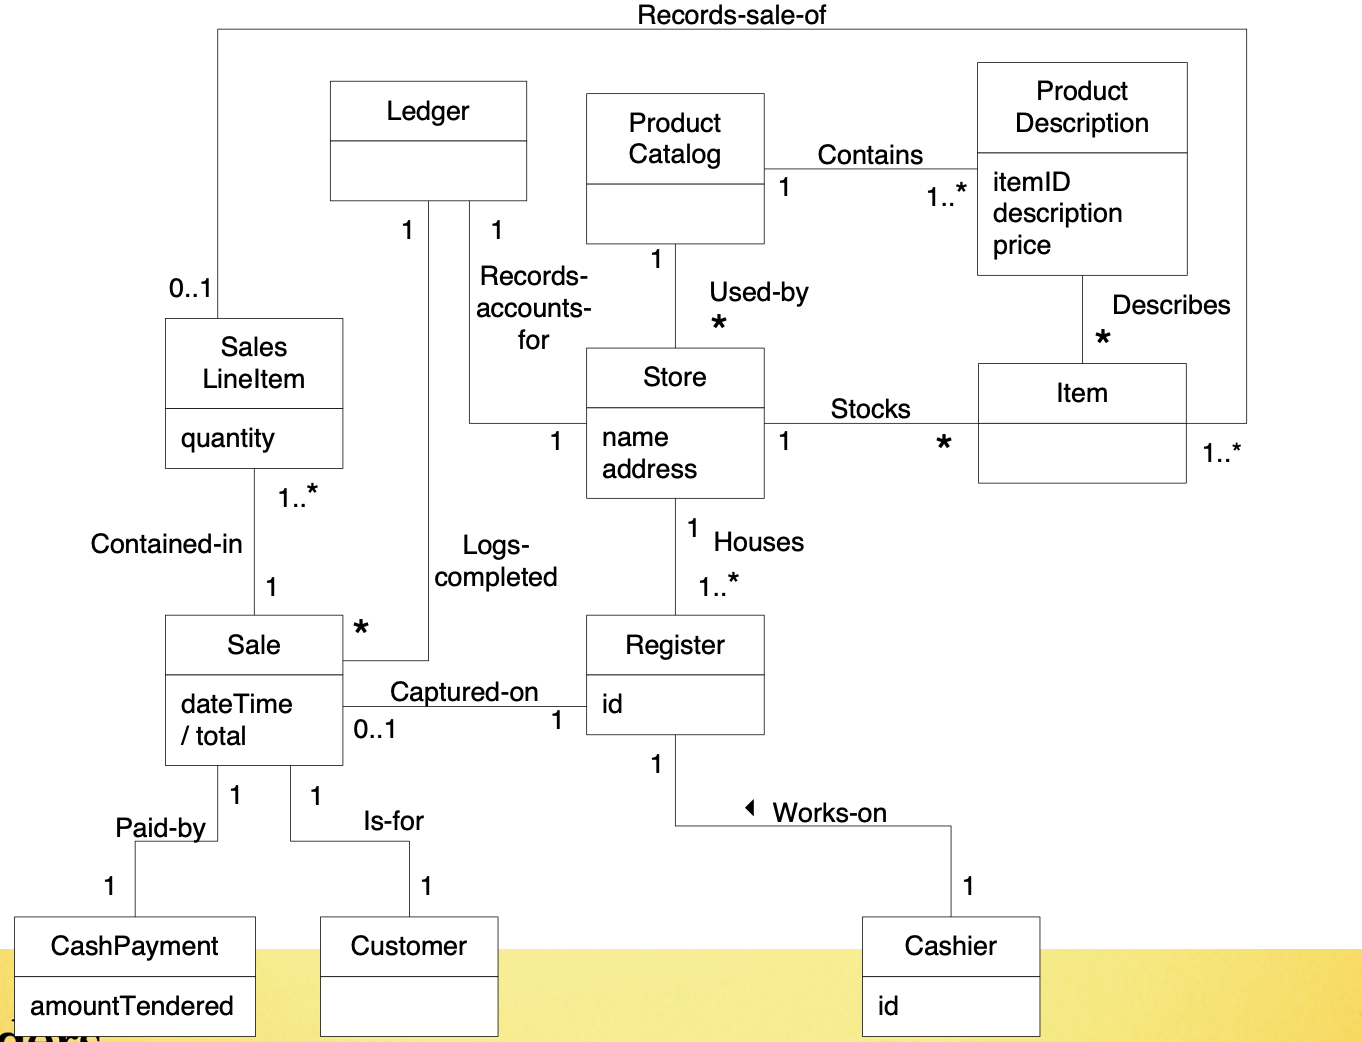 Records-sale-of
Ledger
Product
Catalog
Product
Description
itemID
description
price
Contains
1
1..*
1
1
1
Records-
accounts-
for
Used-by
*
Describes
*
0..1
Sales
LineItem
quantity
Store
name
address
Stocks
1
1
*
Item
1..*
1..*
Contained-in
1
Logs-
completed
*
1
Houses
1..*
Sale
dateTime
/ total
Captured-on
0..1
1
Register
id
1
1
1
Paid-by
Is-for
Works-on
1
1
1
CashPayment
amountTendered
Customer
Cashier
id